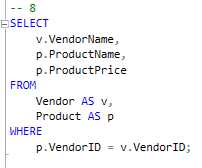 -- 8
SELECT
    v.VendorName,
    p.ProductName,
    p.ProductPrice
FROM
    Vendor AS v,
    Product AS p
WHERE
    p.VendorID = v.VendorID;